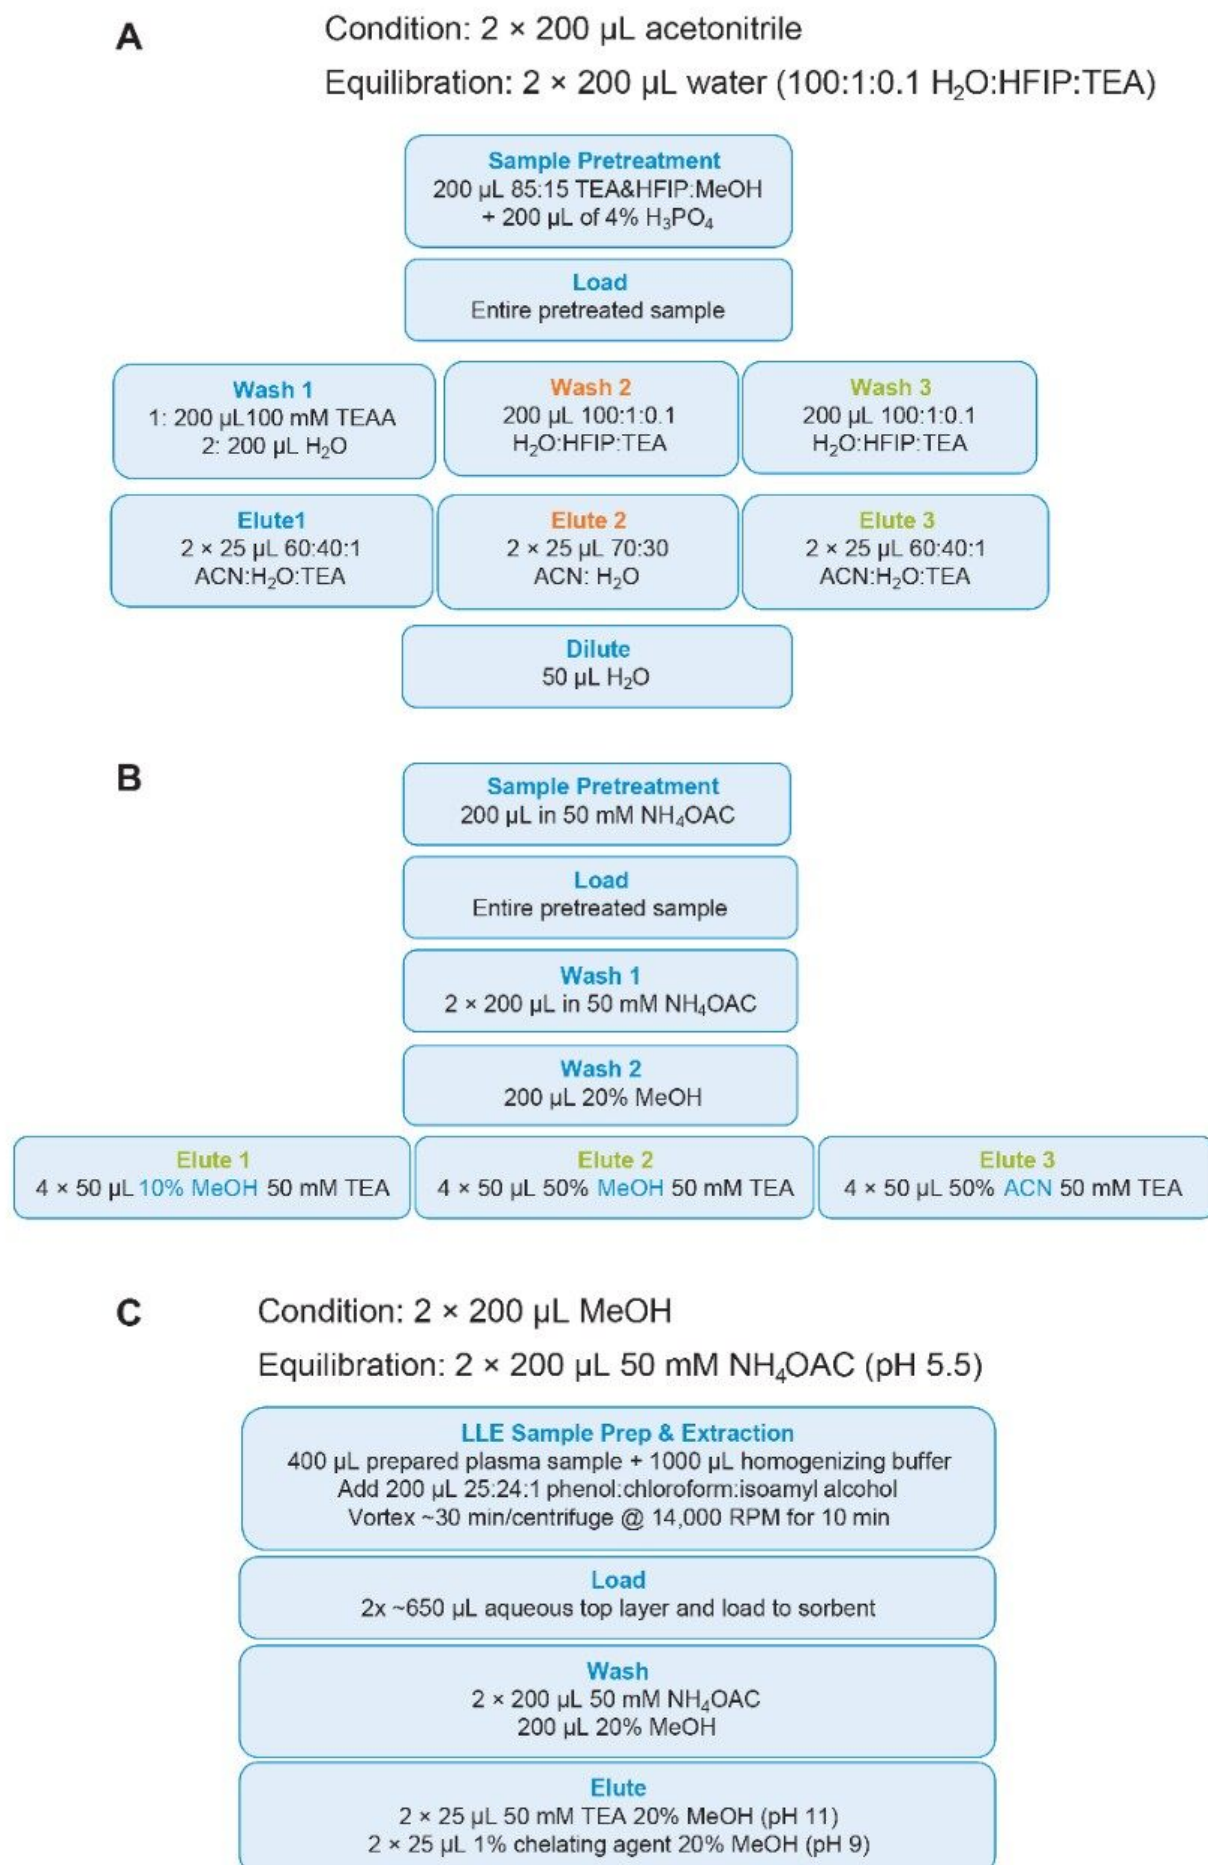 A
Condition: 2 × 200 µL acetonitrile
Equilibration: 2 × 200 µL water (100:1:0.1 H₂O:HFIP:TEA)
Sample Pretreatment
200 µL 85:15 TEA&HFIP:MeOH
+ 200 µL of 4% H₃PO₄
Load
Entire pretreated sample
Wash 1
1: 200 µL100 mM TEAA
2: 200 µL H₂O
Wash 2
200 µL 100:1:0.1
H₂O:HFIP:TEA
Wash 3
200 µL 100:1:0.1
H₂O:HFIP:TEA
Elute1
2 × 25 µL 60:40:1
ACN:H₂O:TEA
Elute 2
2 × 25 µL 70:30
ACN: H₂O
Elute 3
2 × 25 µL 60:40:1
ACN:H₂O:TEA
Dilute
50 µL H₂O
B
Sample Pretreatment
200 µL in 50 mM NH₄OAC
Load
Entire pretreated sample
Wash 1
2 × 200 µL in 50 mM NH₄OAC
Wash 2
200 µL 20% MeOH
Elute 1
4 × 50 µL 10% MeOH 50 mM TEA
Elute 2
4 × 50 µL 50% MeOH 50 mM TEA
Elute 3
4 × 50 µL 50% ACN 50 mM TEA
C
Condition: 2 × 200 µL MeOH
Equilibration: 2 × 200 µL 50 mM NH₄OAC (pH 5.5)
LLE Sample Prep & Extraction
400 µL prepared plasma sample + 1000 µL homogenizing buffer
Add 200 µL 25:24:1 phenol:chloroform:isoamyl alcohol
Vortex ~30 min/centrifuge @ 14,000 RPM for 10 min
Load
2x ~650 µL aqueous top layer and load to sorbent
Wash
2 × 200 µL 50 mM NH₄OAC
200 µL 20% MeOH
Elute
2 × 25 µL 50 mM TEA 20% MeOH (pH 11)
2 × 25 µL 1% chelating agent 20% MeOH (pH 9)